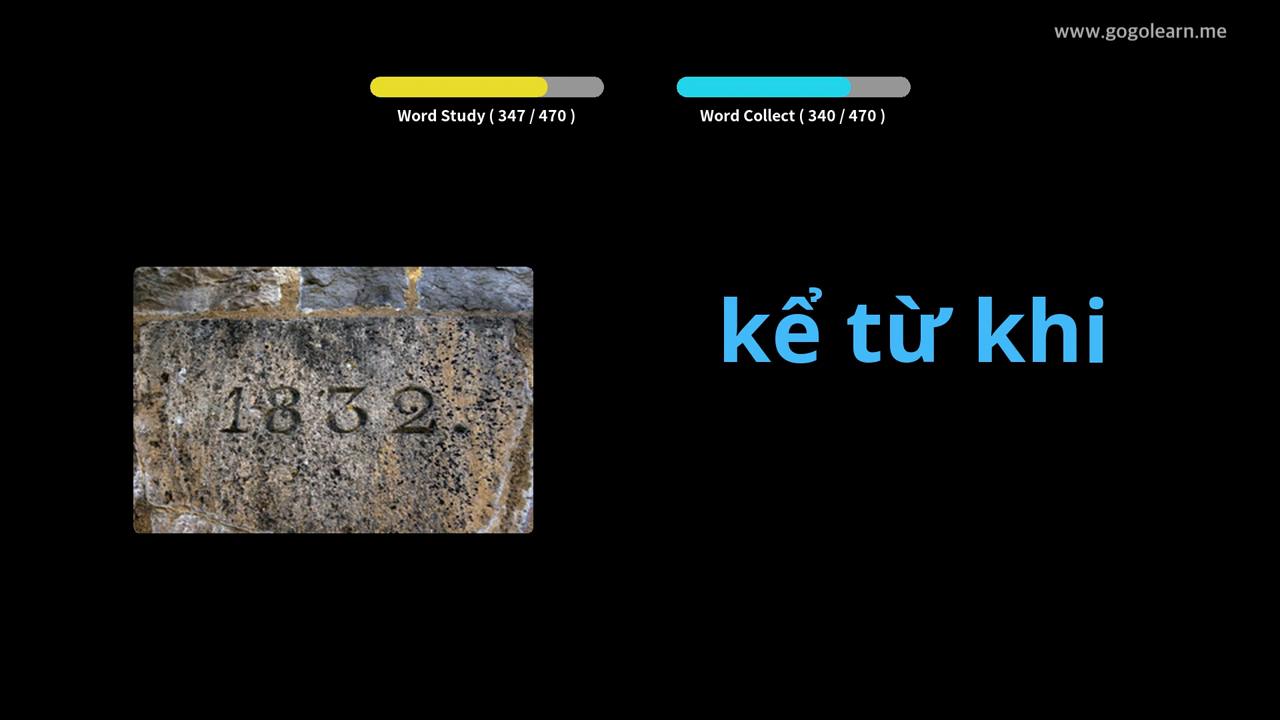 www.gogolearn.me
Word Study ( 347 / 470 )
Word Collect ( 340 / 470 )
kể từ khi
1832.